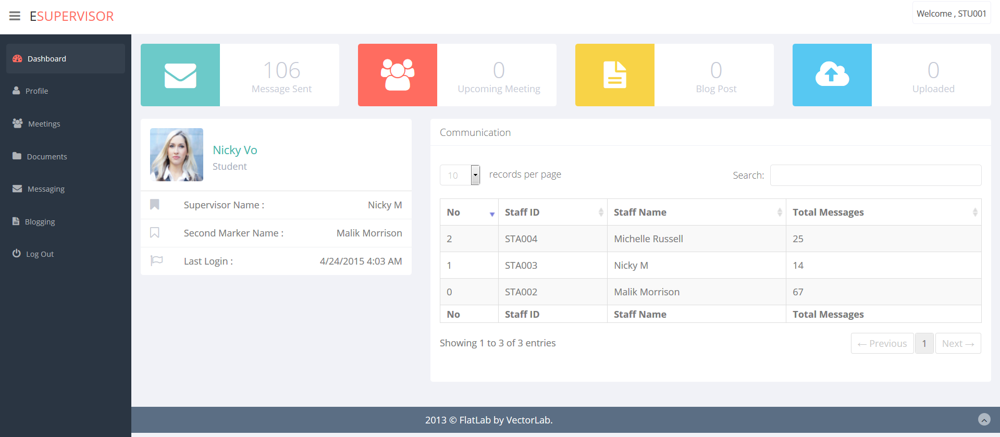 ESUPERVISOR
Welcome , STU001
Dashboard
Profile
Meetings
Documents
Messaging
Blogging
Log Out
106
Message Sent
0
Upcoming Meeting
0
Blog Post
0
Uploaded
Nicky Vo
Student
Supervisor Name : Nicky M
Second Marker Name : Malik Morrison
Last Login : 4/24/2015 4:03 AM
Communication
10 records per page Search:
No Staff ID Staff Name Total Messages
2 STA004 Michelle Russell 25
1 STA003 Nicky M 14
0 STA002 Malik Morrison 67
No Staff ID Staff Name Total Messages
Showing 1 to 3 of 3 entries
← Previous 1 Next →
2013 © FlatLab by VectorLab.